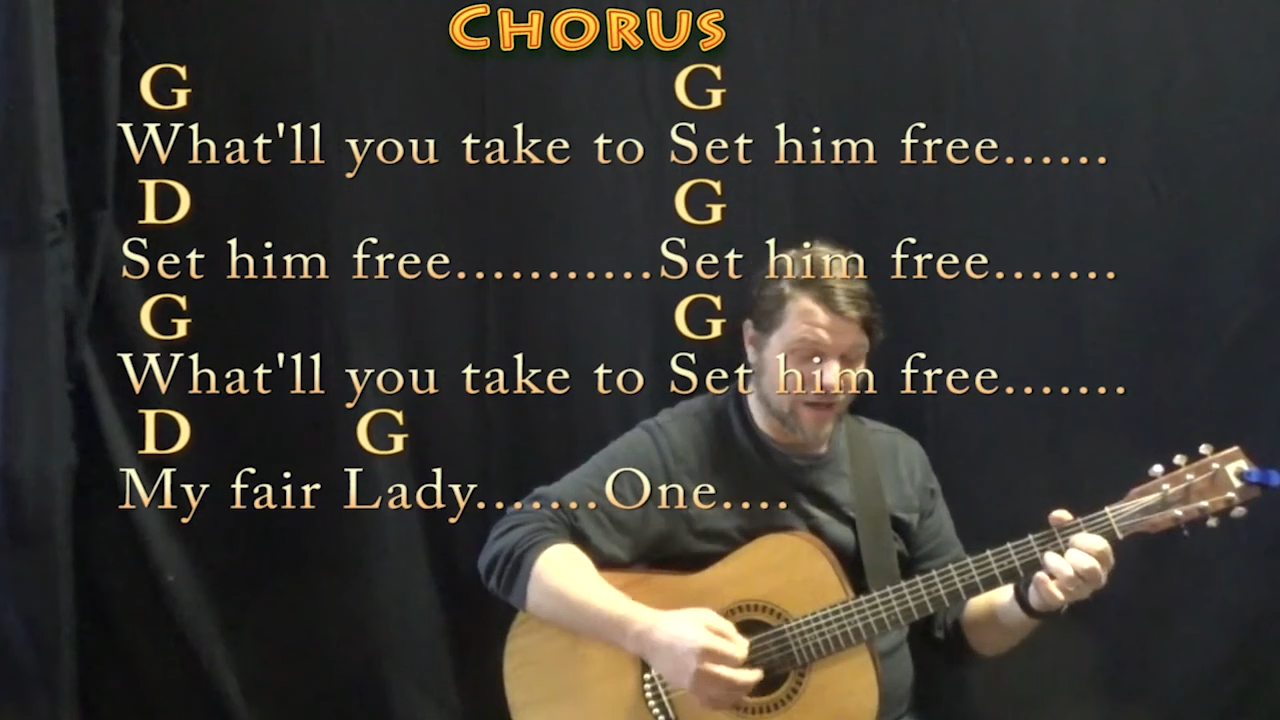 CHORUS
G G
What'll you take to Set him free......
D G
Set him free...........Set him free.......
G G
What'll you take to Set him free.......
D G
My fair Lady.......One....